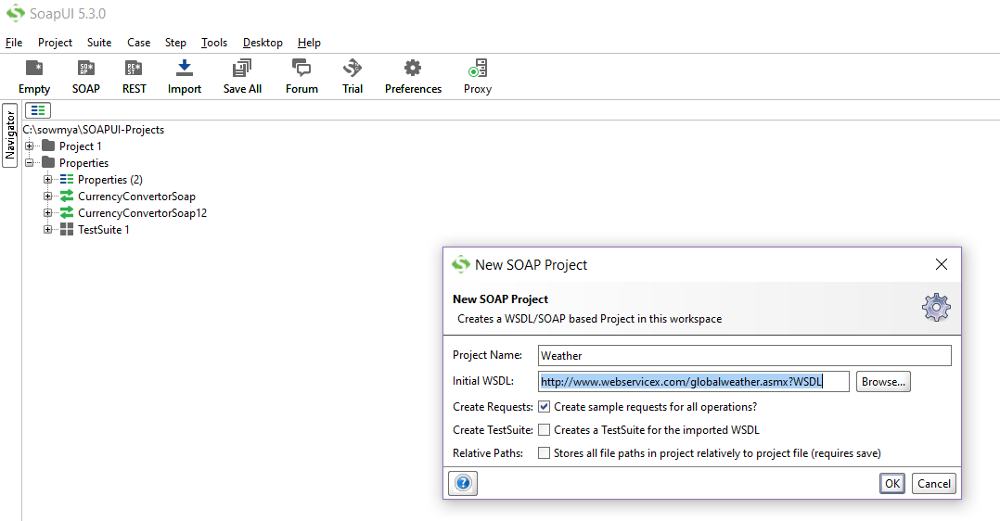 SoapUI 5.3.0
File Project Suite Case Step Tools Desktop Help
SO AP RE ST
Empty SOAP REST Import Save All Forum Trial Preferences Proxy
Navigator
C:\sowmya\SOAPUI-Projects
Project 1
Properties
Properties (2)
CurrencyConvertorSoap
CurrencyConvertorSoap12
TestSuite 1
New SOAP Project
New SOAP Project
Creates a WSDL/SOAP based Project in this workspace
Project Name: Weather
Initial WSDL: http://www.webservicex.com/globalweather.asmx?WSDL Browse...
Create Requests: Create sample requests for all operations?
Create TestSuite: Creates a TestSuite for the imported WSDL
Relative Paths: Stores all file paths in project relatively to project file (requires save)
? OK Cancel